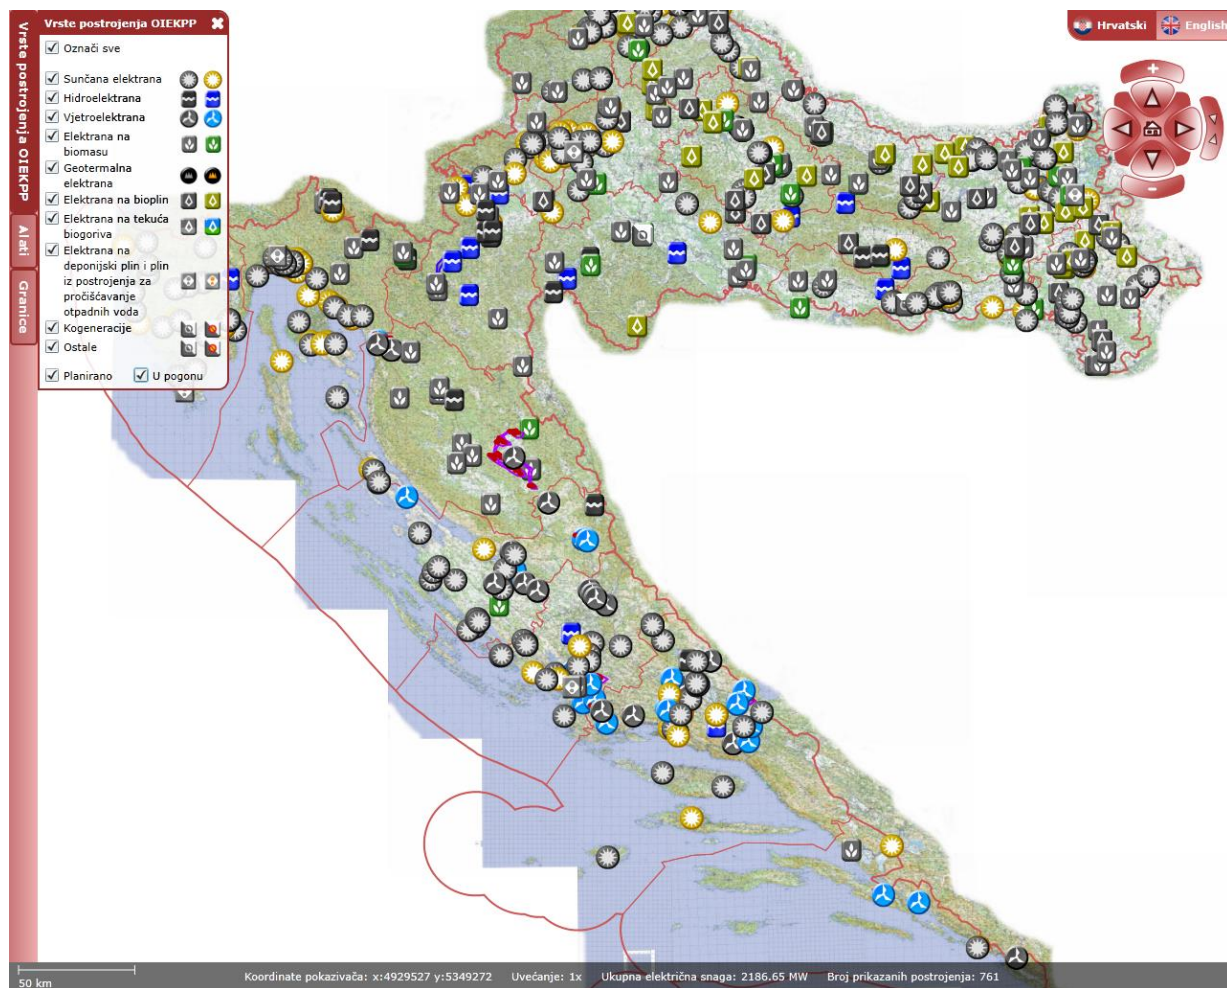 Vrste postrojenja OIEKPP
Alati
Granice
Vrste postrojenja OIEKPP
Označi sve
Sunčana elektrana
Hidroelektrana
Vjetroelektrana
Elektrana na
biomasu
Geotermalna
elektrana
Elektrana na bioplin
Elektrana na tekuća
biogoriva
Elektrana na
deponijski plin i plin
iz postrojenja za
pročišćavanje
otpadnih voda
Kogeneracije
Ostale
Planirano U pogonu
Hrvatski English
50 km
Koordinate pokazivača: x:4929527 y:5349272 Uvećanje: 1x Ukupna električna snaga: 2186.65 MW Broj prikazanih postrojenja: 761